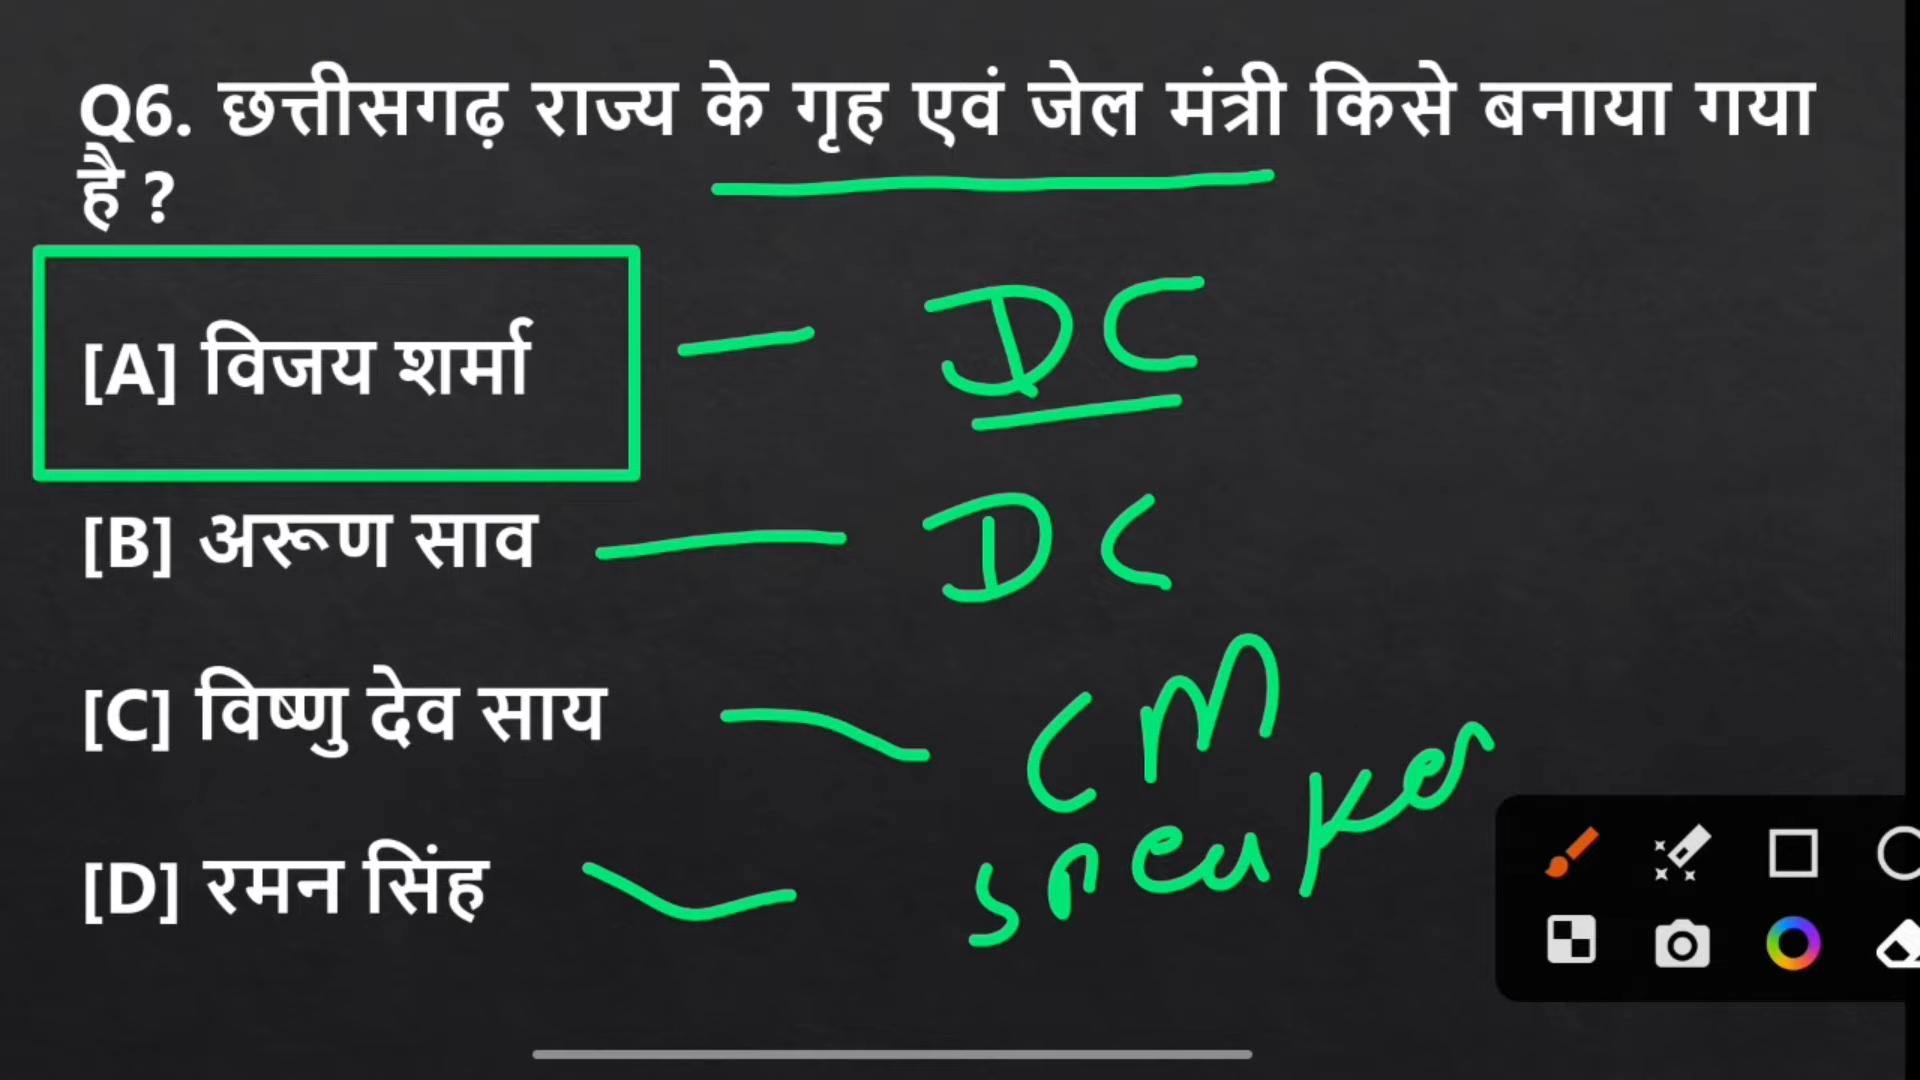 Q6. छत्तीसगढ़ राज्य के गृह एवं जेल मंत्री किसे बनाया गया
है ?
[A] विजय शर्मा — DC
[B] अरूण साव — DC
[C] विष्णु देव साय — CM
[D] रमन सिंह — speaker